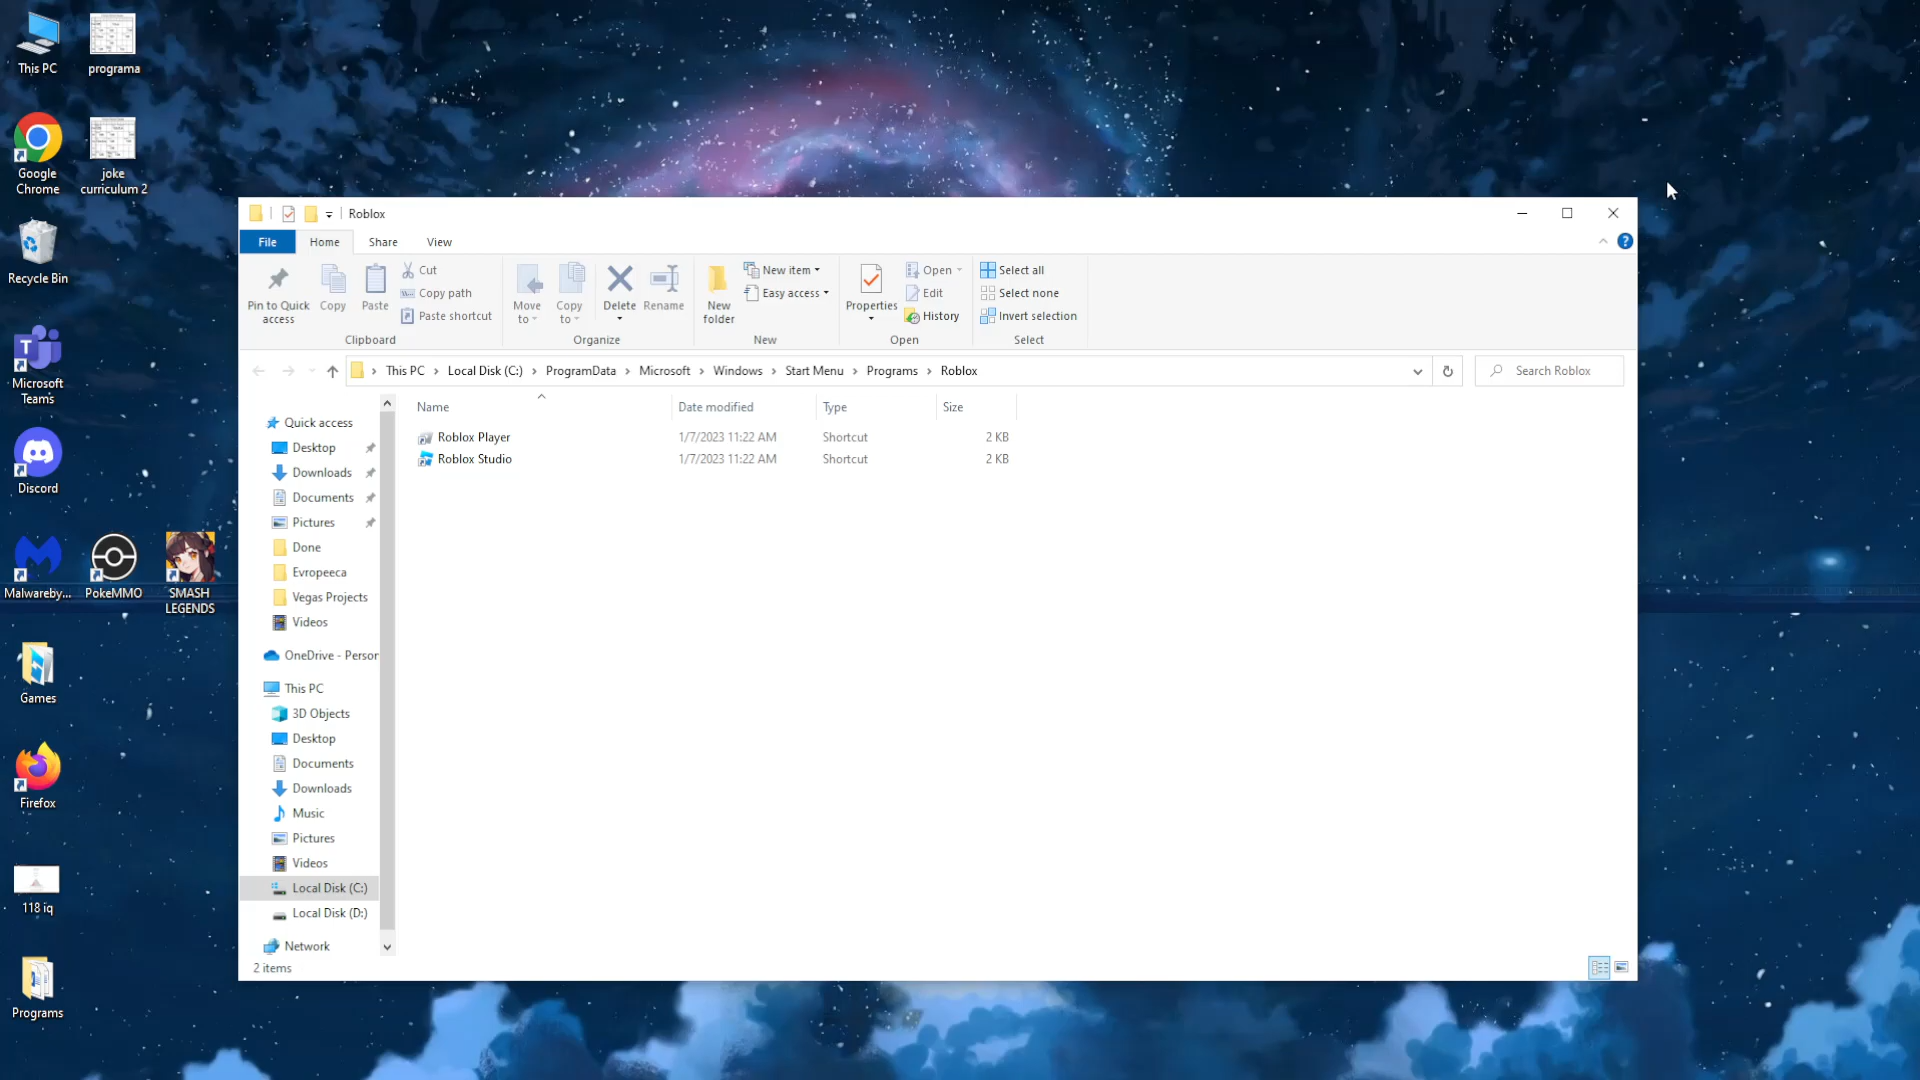 This PC
programa
Google
Chrome
joke
curriculum 2
Recycle Bin
Microsoft
Teams
Discord
Malwareby...
PokeMMO
SMASH
LEGENDS
Games
Firefox
118 iq
Programs
Roblox
File
Home
Share
View
Pin to Quick
access
Copy
Paste
Cut
Copy path
Paste shortcut
Clipboard
Move
to
Copy
to
Delete
Rename
Organize
New
folder
New item
Easy access
New
Properties
Open
Edit
History
Open
Select all
Select none
Invert selection
Select
This PC > Local Disk (C:) > ProgramData > Microsoft > Windows > Start Menu > Programs > Roblox
Search Roblox
Quick access
Desktop
Downloads
Documents
Pictures
Done
Evropeeca
Vegas Projects
Videos
OneDrive - Person
This PC
3D Objects
Desktop
Documents
Downloads
Music
Pictures
Videos
Local Disk (C:)
Local Disk (D:)
Network
Name Date modified Type Size
Roblox Player 1/7/2023 11:22 AM Shortcut 2 KB
Roblox Studio 1/7/2023 11:22 AM Shortcut 2 KB
2 items